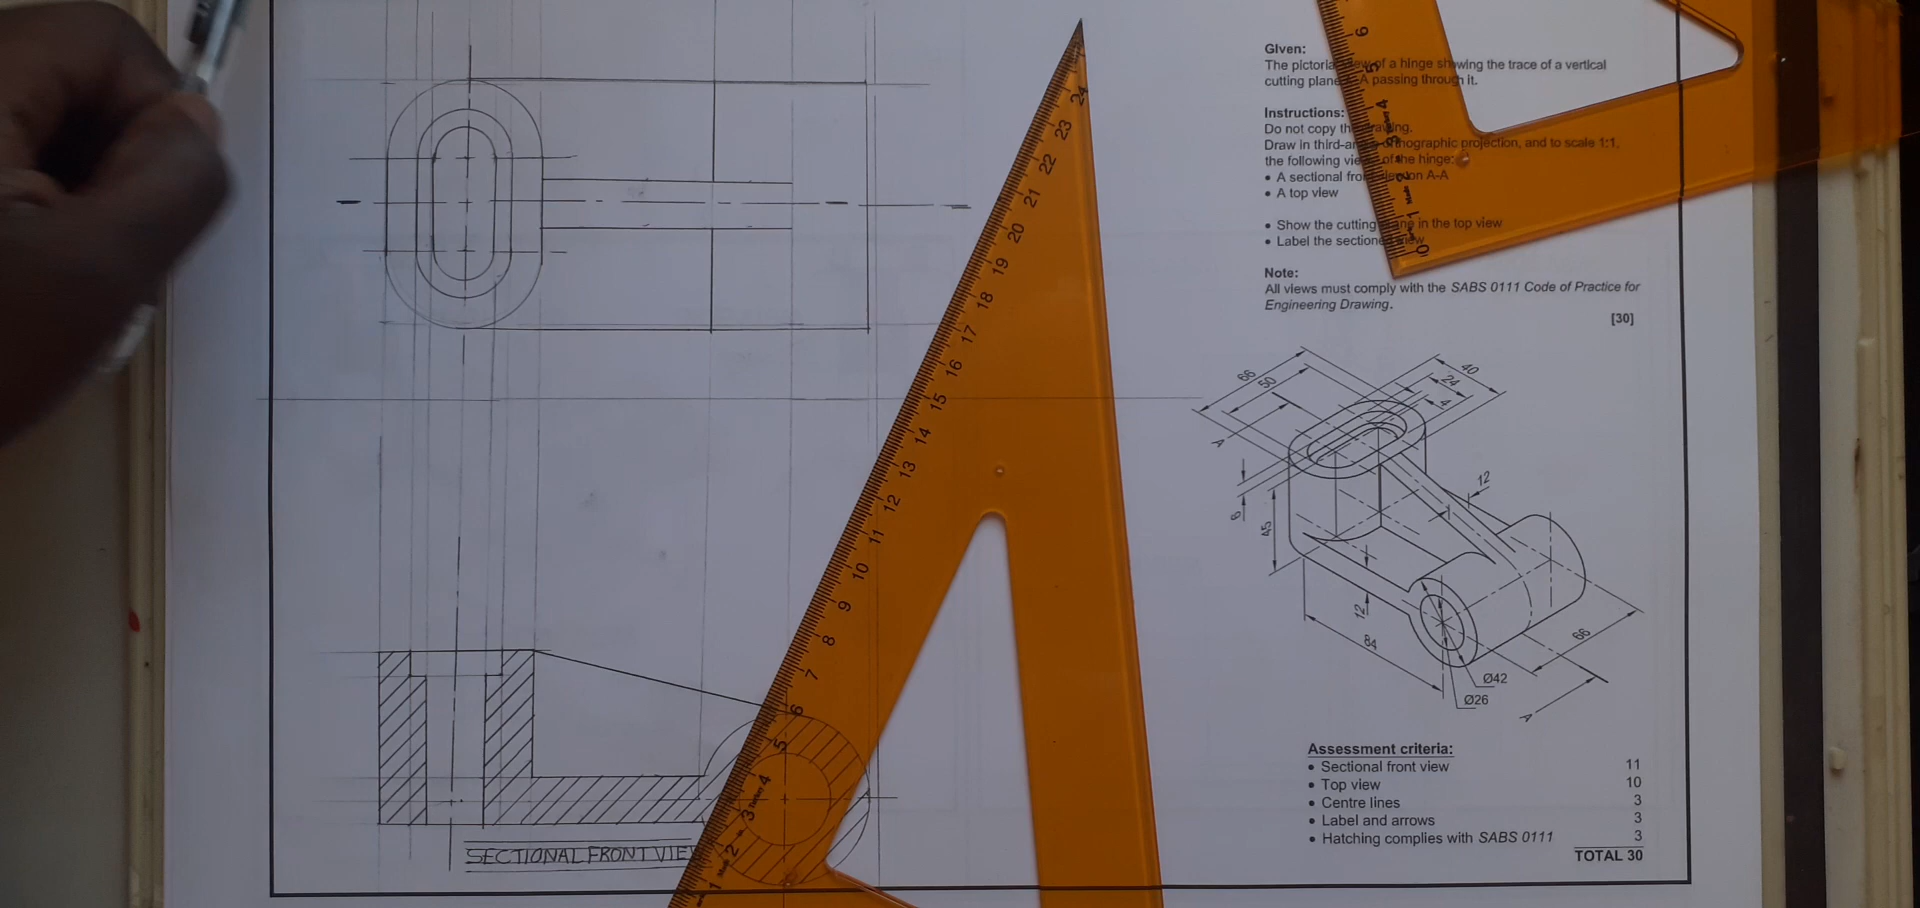 Given:
The pictorial view of a hinge showing the trace of a vertical
cutting plane A-A passing through it.
Instructions:
Do not copy the drawing.
Draw in third-angle orthographic projection, and to scale 1:1,
the following views of the hinge:
• A sectional front view on A-A
• A top view
• Show the cutting plane in the top view
• Label the sectioned view
Note:
All views must comply with the SABS 0111 Code of Practice for
Engineering Drawing.
[30]
66
50
40
24
4
A
12
6
45
12
84
66
Ø42
Ø26
A
Assessment criteria:
• Sectional front view 11
• Top view 10
• Centre lines 3
• Label and arrows 3
• Hatching complies with SABS 0111 3
TOTAL 30
SECTIONAL FRONT VIEW
24
23
22
21
20
19
18
17
16
15
14
13
12
11
10
9
8
7
6
5
4
3
2
1
6
5
4
3
2
1
0